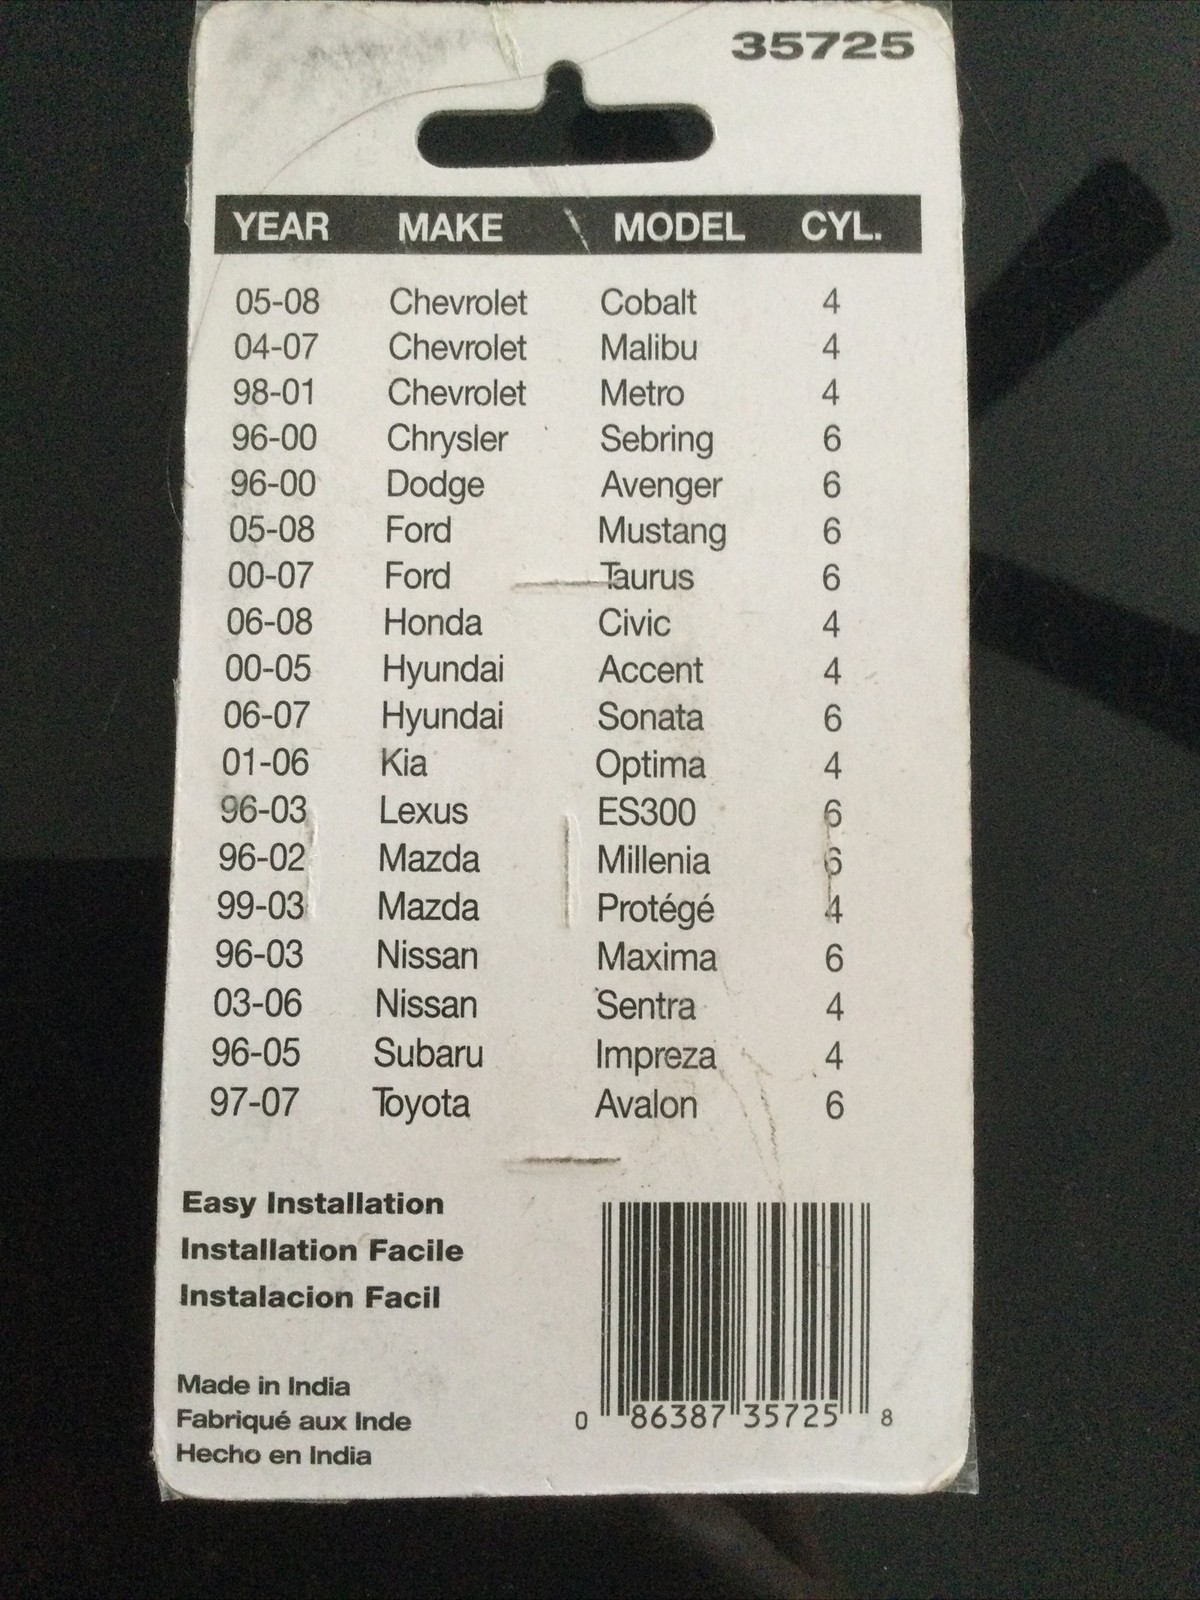 35725
YEAR MAKE MODEL CYL.
05-08 Chevrolet Cobalt 4
04-07 Chevrolet Malibu 4
98-01 Chevrolet Metro 4
96-00 Chrysler Sebring 6
96-00 Dodge Avenger 6
05-08 Ford Mustang 6
00-07 Ford Taurus 6
06-08 Honda Civic 4
00-05 Hyundai Accent 4
06-07 Hyundai Sonata 6
01-06 Kia Optima 4
96-03 Lexus ES300 6
96-02 Mazda Millenia 6
99-03 Mazda Protégé 4
96-03 Nissan Maxima 6
03-06 Nissan Sentra 4
96-05 Subaru Impreza 4
97-07 Toyota Avalon 6
Easy Installation
Installation Facile
Instalacion Facil
Made in India
Fabriqué aux Inde
Hecho en India
0 86387 35725 8